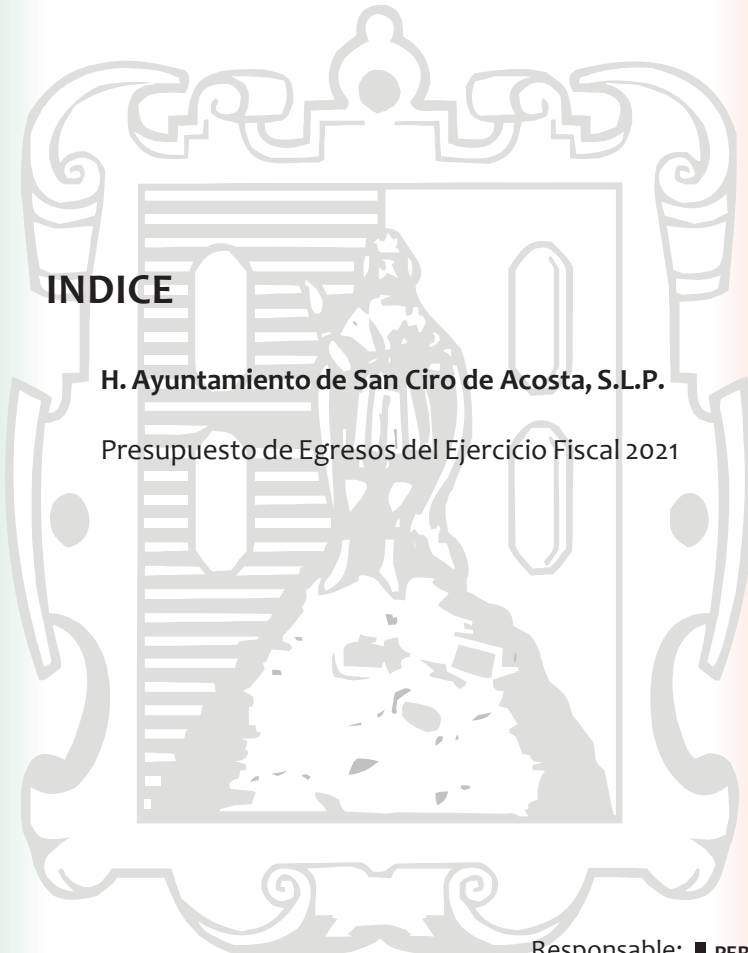 INDICE
H. Ayuntamiento de San Ciro de Acosta, S.L.P.
Presupuesto de Egresos del Ejercicio Fiscal 2021
Responsable: